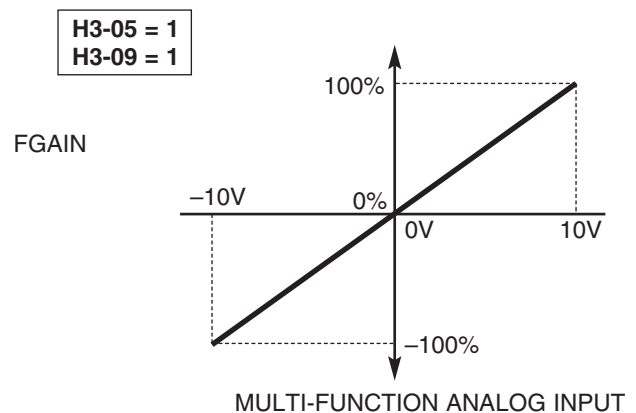 H3-05 = 1
H3-09 = 1
100%
FGAIN
–10V
0%
0V
10V
–100%
MULTI-FUNCTION ANALOG INPUT